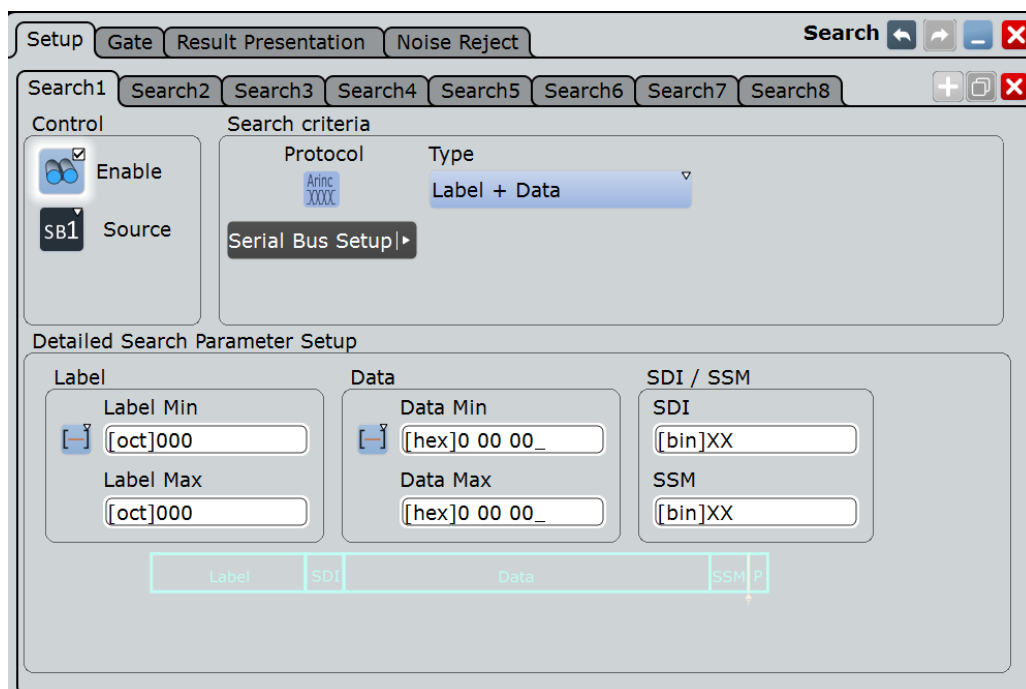 Setup Gate Result Presentation Noise Reject Search
Search1 Search2 Search3 Search4 Search5 Search6 Search7 Search8
Control Search criteria
Protocol Type
Enable Arinc Label + Data
XXXX
SB1 Source Serial Bus Setup
Detailed Search Parameter Setup
Label Data SDI / SSM
Label Min Data Min SDI
[oct]000 [hex]0 00 00_ [bin]XX
Label Max Data Max SSM
[oct]000 [hex]0 00 00_ [bin]XX
Label SDI Data SSM P